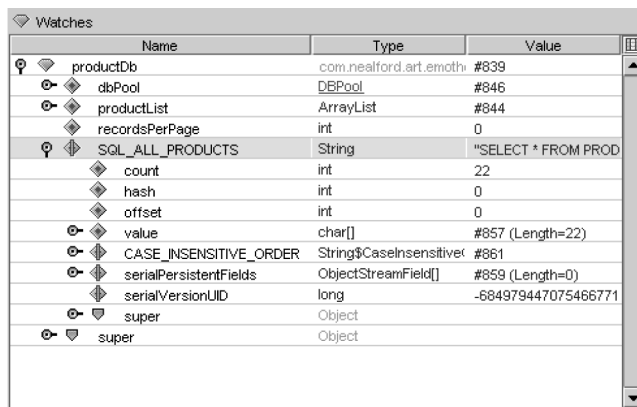 Watches
Name Type Value
productDb com.nealford.art.emoth #839
dbPool DBPool #846
productList ArrayList #844
recordsPerPage int 0
SQL_ALL_PRODUCTS String "SELECT * FROM PROD
count int 22
hash int 0
offset int 0
value char[] #857 (Length=22)
CASE_INSENSITIVE_ORDER String$CaseInsensitive #861
serialPersistentFields ObjectStreamField[] #859 (Length=0)
serialVersionUID long -684979447075466771
super Object
super Object